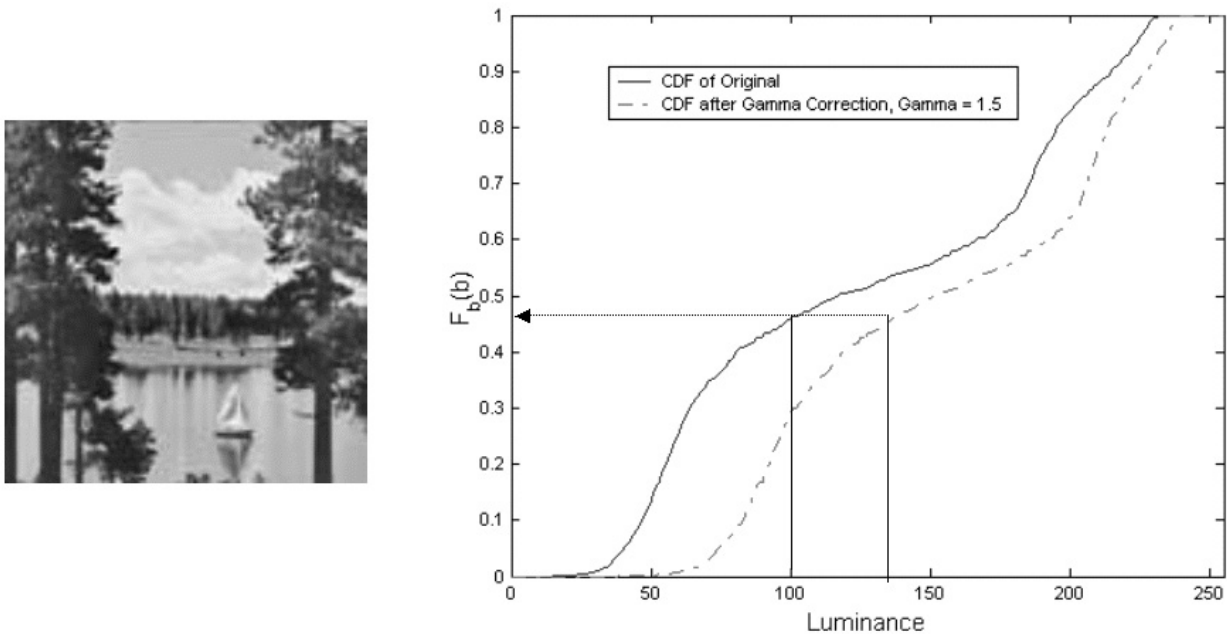 1
0.9
0.8
0.7
0.6
0.5
0.4
0.3
0.2
0.1
0
F_b(b)
CDF of Original
CDF after Gamma Correction, Gamma = 1.5
0 50 100 150 200 250
Luminance